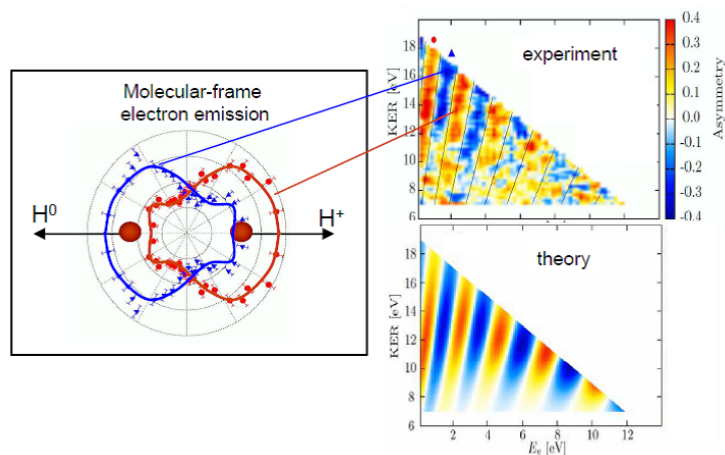 Molecular-frame
electron emission
H⁰
H⁺
experiment
KER [eV]
18
16
14
12
10
8
6
0.4
0.3
0.2
0.1
0.0
-0.1
-0.2
-0.3
-0.4
Asymmetry
theory
KER [eV]
18
16
14
12
10
8
6
2 4 6 8 10 12
Eₑ [eV]